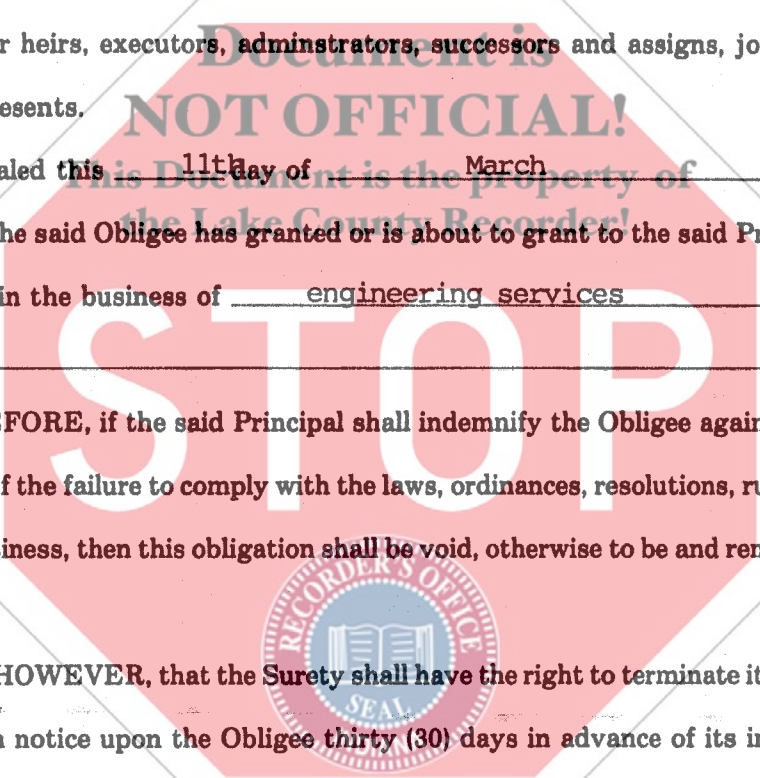 r heirs, executors, adminstrators, successors and assigns, jo
Document is
esents.
NOT OFFICIAL!
aled this 11th day of March
This Document is the property of
the Lake County Recorder!
he said Obligee has granted or is about to grant to the said Pr
in the business of engineering services
STOP
FORE, if the said Principal shall indemnify the Obligee again
f the failure to comply with the laws, ordinances, resolutions, ru
iness, then this obligation shall be void, otherwise to be and ren
RECORDER'S OFFICE
HOWEVER, that the Surety shall have the right to terminate it
SEAL
n notice upon the Obligee thirty (30) days in advance of its in